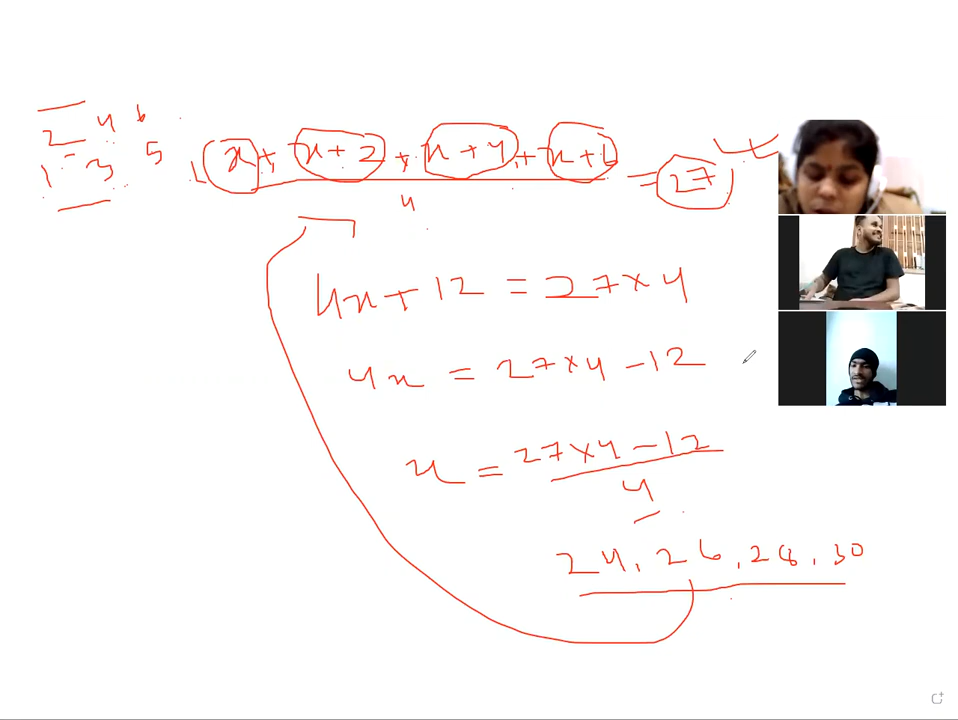 2 4 6
1 3 5
x + x+2 + x+4 + x+6 = 27
4
4x + 12 = 27 × 4
4x = 27 × 4 - 12
x = 27 × 4 - 12
4
24, 26, 28, 30